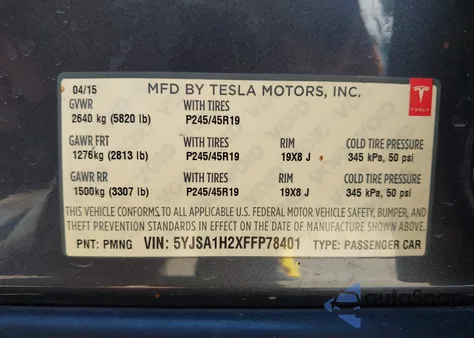 04/15 MFD BY TESLA MOTORS, INC.
GVWR WITH TIRES
2640 kg (5820 lb) P245/45R19
TESLA
GAWR FRT WITH TIRES RIM COLD TIRE PRESSURE
1276kg (2813 lb) P245/45R19 19X8 J 345 kPa, 50 psi
GAWR RR WITH TIRES RIM COLD TIRE PRESSURE
1500kg (3307 lb) P245/45R19 19X8 J 345 kPa, 50 psi
THIS VEHICLE CONFORMS TO ALL APPLICABLE U.S. FEDERAL MOTOR VEHICLE SAFETY, BUMPER, AND
THEFT PREVENTION STANDARDS IN EFFECT ON THE DATE OF MANUFACTURE SHOWN ABOVE.
PNT: PMNG VIN: 5YJSA1H2XFFP78401 TYPE: PASSENGER CAR
autoSnap